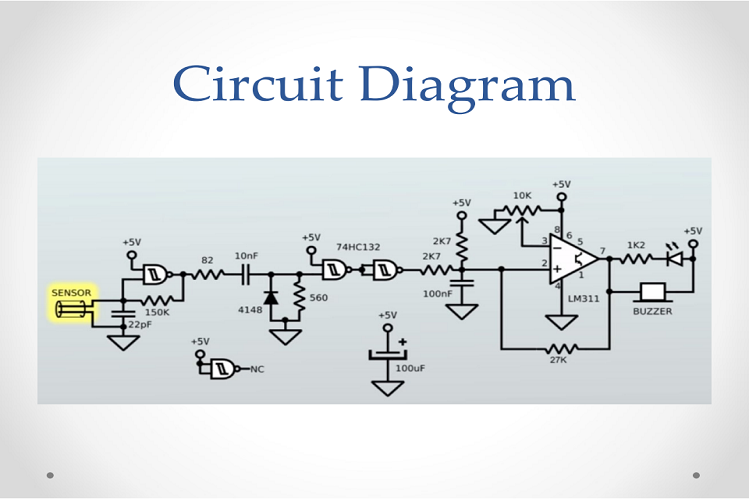 Circuit Diagram
+5V
10K
+5V
2K7
8
6
5
3
7
1K2
+5V
+5V
82
10nF
+5V
74HC132
2K7
2
1
4
LM311
SENSOR
150K
22pF
4148
560
100nF
BUZZER
+5V
NC
+5V
+
100uF
27K